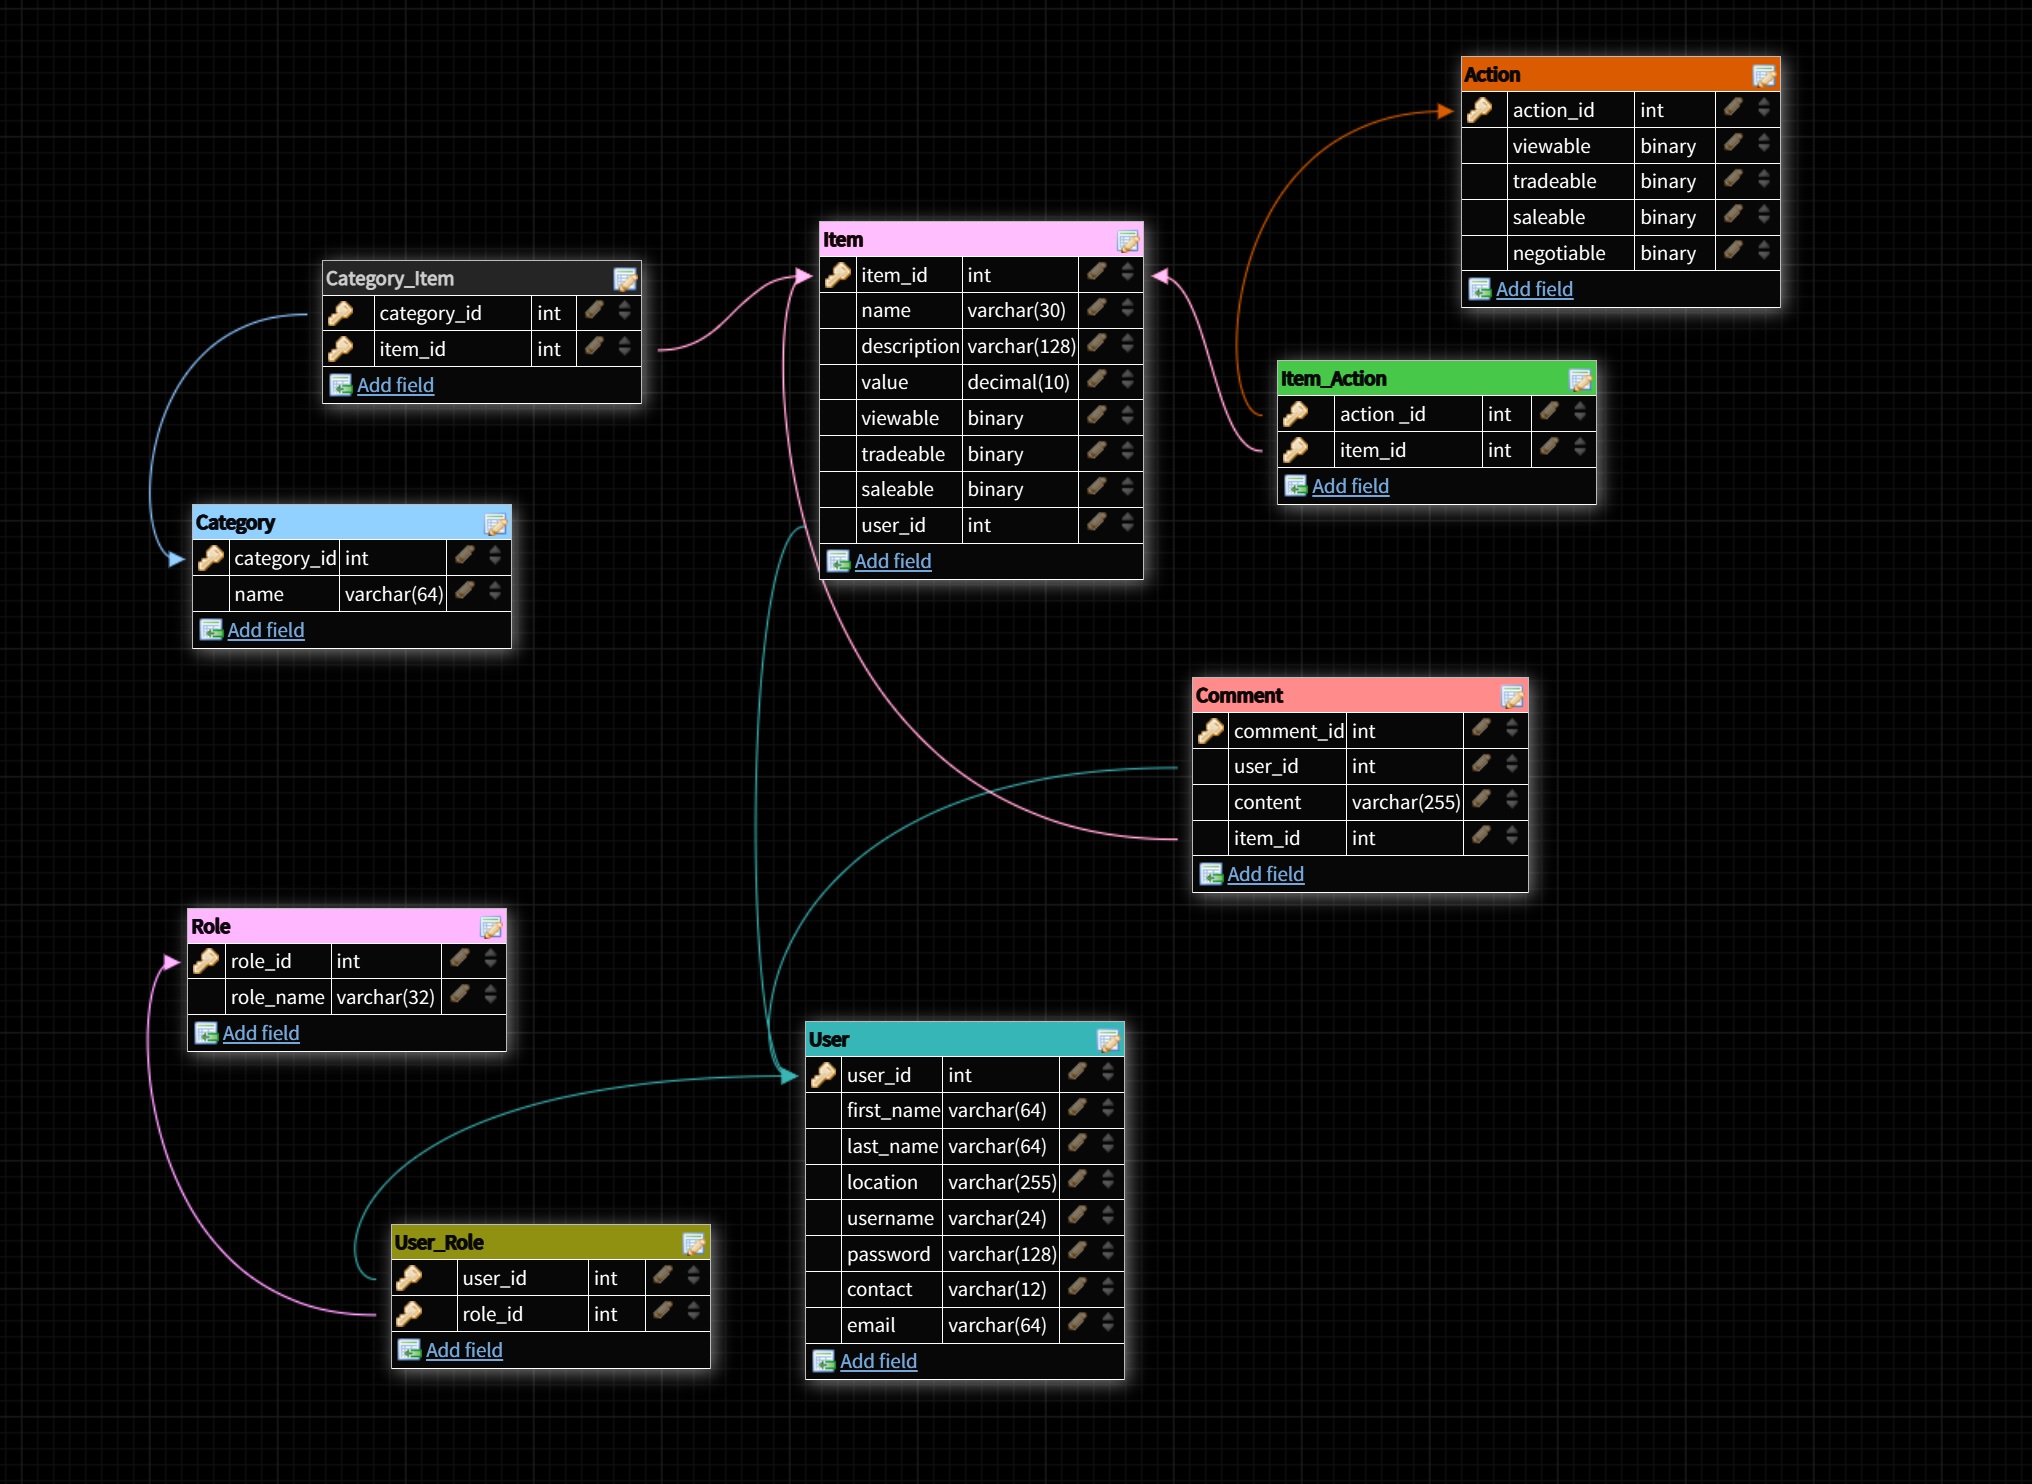 Action
action_id int
viewable binary
tradeable binary
saleable binary
negotiable binary
Add field
Item
item_id int
name varchar(30)
description varchar(128)
value decimal(10)
viewable binary
tradeable binary
saleable binary
user_id int
Add field
Category_Item
category_id int
item_id int
Add field
Item_Action
action _id int
item_id int
Add field
Category
category_id int
name varchar(64)
Add field
Comment
comment_id int
user_id int
content varchar(255)
item_id int
Add field
Role
role_id int
role_name varchar(32)
Add field
User
user_id int
first_name varchar(64)
last_name varchar(64)
location varchar(255)
username varchar(24)
password varchar(128)
contact varchar(12)
email varchar(64)
Add field
User_Role
user_id int
role_id int
Add field